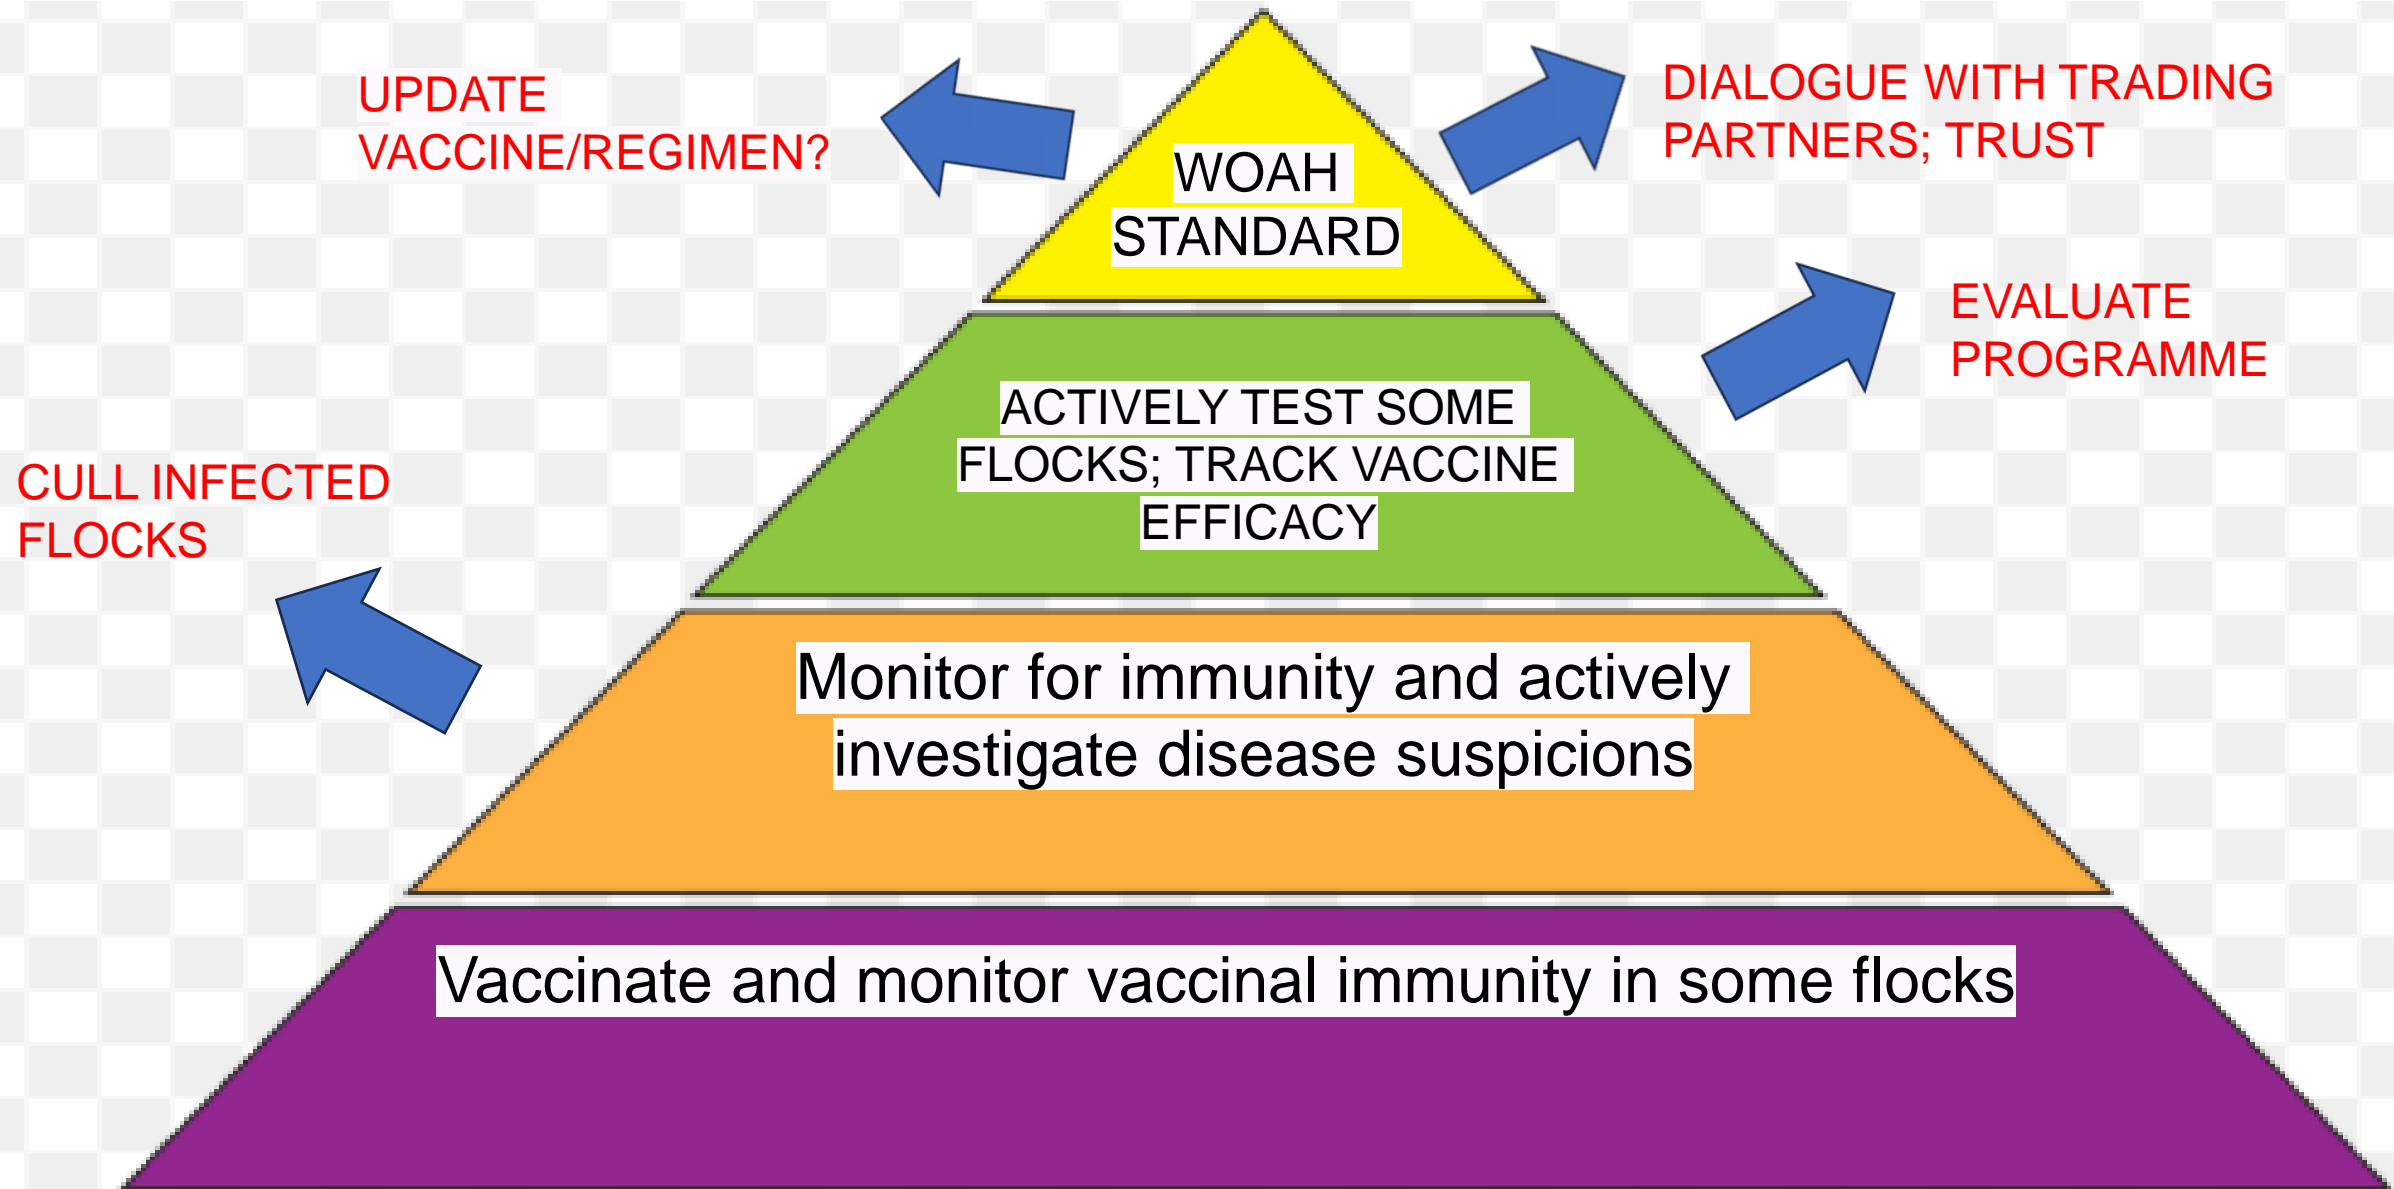 UPDATE
VACCINE/REGIMEN?
DIALOGUE WITH TRADING
PARTNERS; TRUST
WOAH
STANDARD
EVALUATE
PROGRAMME
ACTIVELY TEST SOME
FLOCKS; TRACK VACCINE
EFFICACY
CULL INFECTED
FLOCKS
Monitor for immunity and actively
investigate disease suspicions
Vaccinate and monitor vaccinal immunity in some flocks